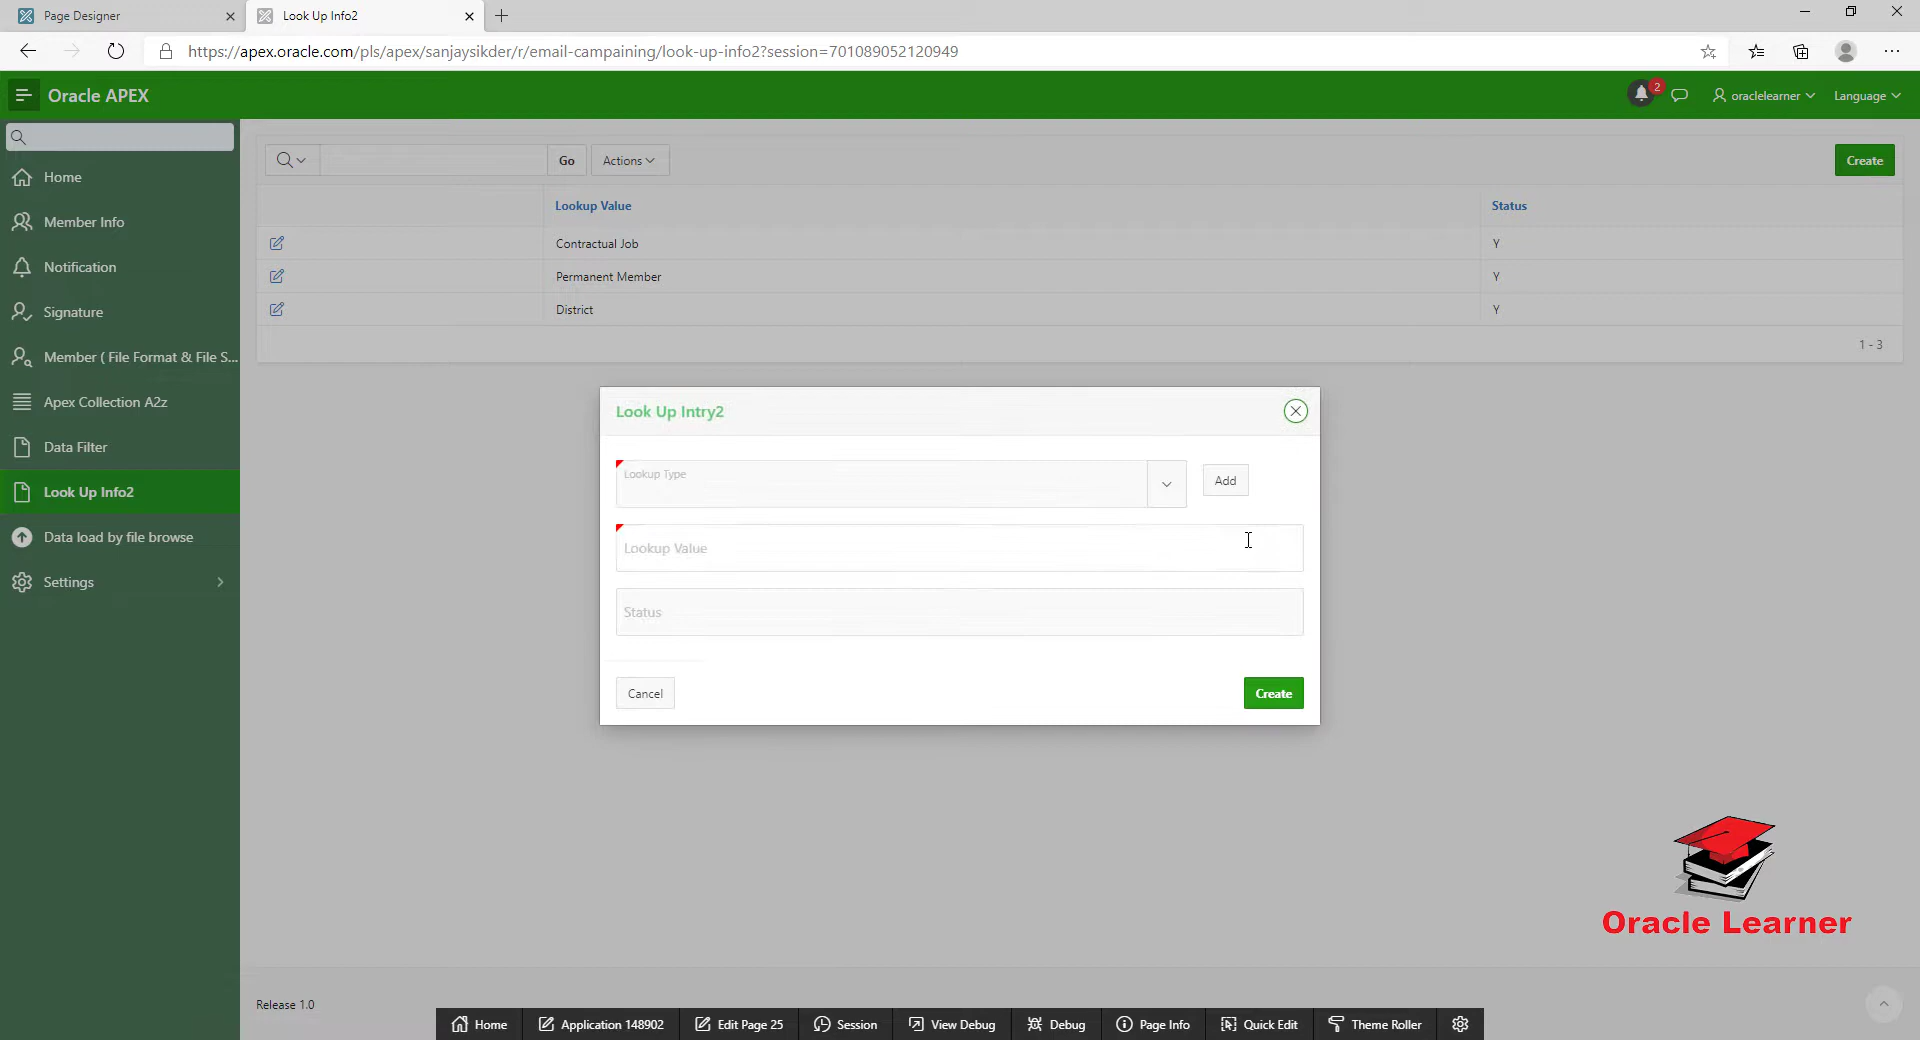 Page Designer
Look Up Info2
https://apex.oracle.com/pls/apex/sanjaysikder/r/email-campaining/look-up-info2?session=701089052120949
Oracle APEX
2
oraclelearner
Language
Home
Member Info
Notification
Signature
Member ( File Format & File S...
Apex Collection A2z
Data Filter
Look Up Info2
Data load by file browse
Settings
Go
Actions
Create
Lookup Value
Status
Contractual Job
Y
Permanent Member
Y
District
Y
1 - 3
Look Up Intry2
Lookup Type
Add
Lookup Value
Status
Cancel
Create
Oracle Learner
Release 1.0
Home
Application 148902
Edit Page 25
Session
View Debug
Debug
Page Info
Quick Edit
Theme Roller